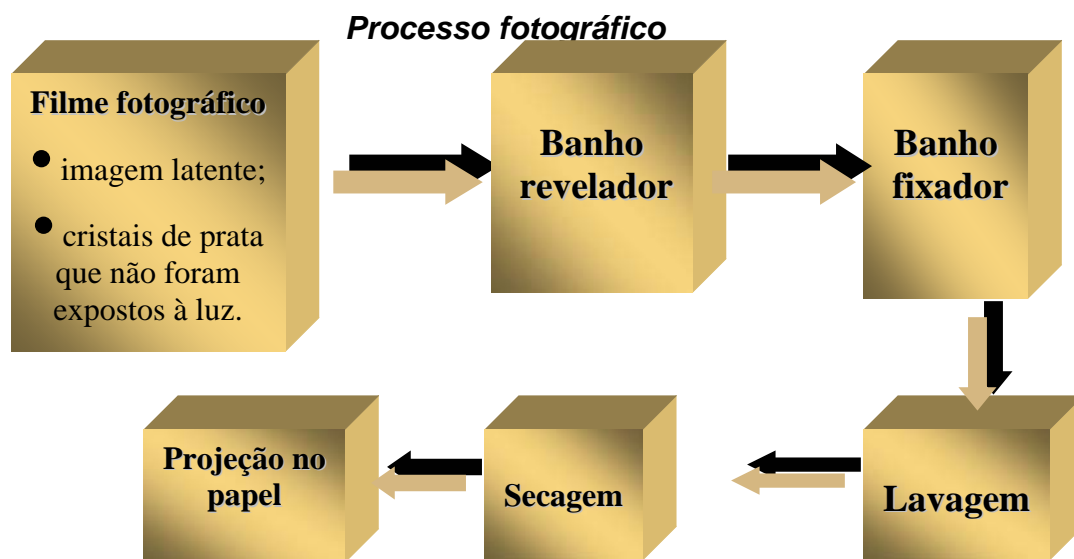 Processo fotográfico
Filme fotográfico
• imagem latente;
• cristais de prata
que não foram
expostos à luz.
Banho
revelador
Banho
fixador
Lavagem
Secagem
Projeção no
papel